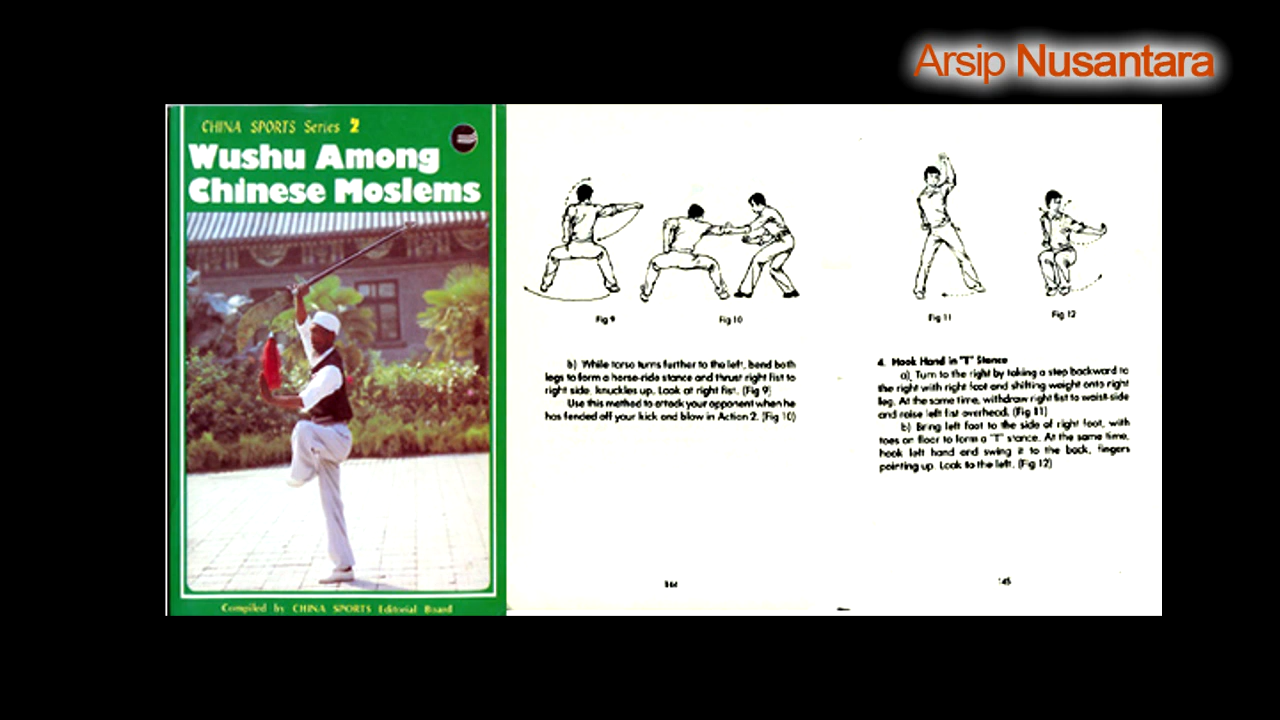 Arsip Nusantara
CHINA SPORTS Series 2
Wushu Among
Chinese Moslems
Compiled by CHINA SPORTS Editorial Board
Fig 9
Fig 10
b) While torso turns further to the left, bend both
legs to form a horse-ride stance and thrust right fist to
right side, knuckles up. Look at right fist. (Fig 9)
Use this method to attack your opponent when he
has fended off your kick and blow in Action 2. (Fig 10)
144
Fig 11
Fig 12
4. Hook Hand in "T" Stance
a) Turn to the right by taking a step backward to
the right with right foot and shifting weight onto right
leg. At the same time, withdraw right fist to waist-side
and raise left fist overhead. (Fig 11)
b) Bring left foot to the side of right foot, with
toes on floor to form a "T" stance. At the same time,
hook left hand and swing it to the back, fingers
pointing up. Look to the left. (Fig 12)
145